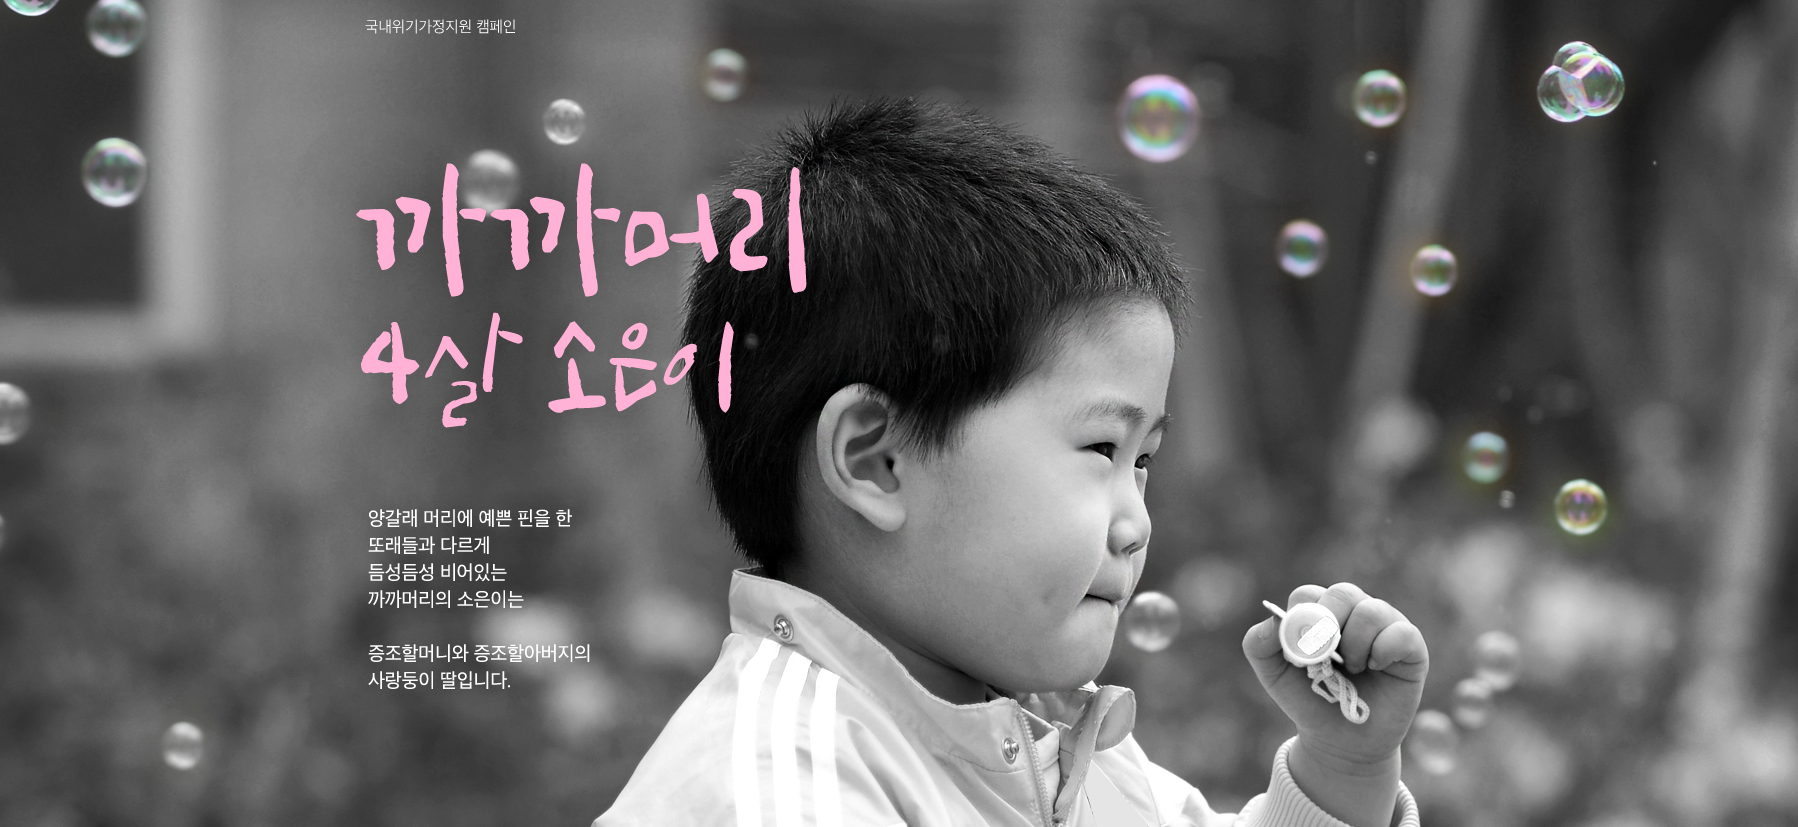 국내위기가정지원 캠페인
까까머리
4살 소은이
양갈래 머리에 예쁜 핀을 한
또래들과 다르게
듬성듬성 비어있는
까까머리의 소은이는
증조할머니와 증조할아버지의
사랑둥이 딸입니다.